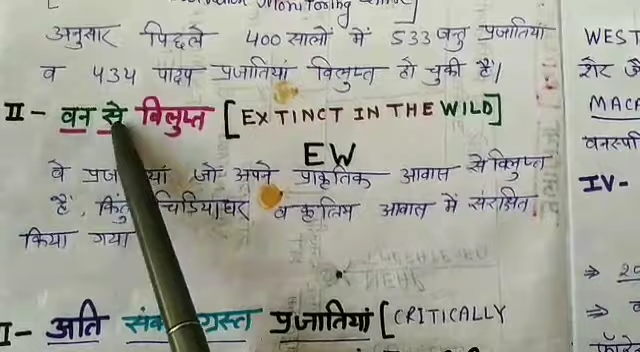 [ Monitoring
अनुसार पिछले 400 सालों में 533 जन्तु प्रजातियां
व 434 पादप प्रजातियां विलुप्त हो चुकी हैं।
II- वन से विलुप्त [EXTINCT IN THE WILD]
EW
वे प्रजातियां जो अपने प्राकृतिक आवास से विलुप्त
हैं, किंतु चिडियाघर व कृत्रिम आवास में संरक्षित
किया गया
I- अति संकटग्रस्त प्रजातियां [CRITICALLY
WEST
शेर
MACA
IV-